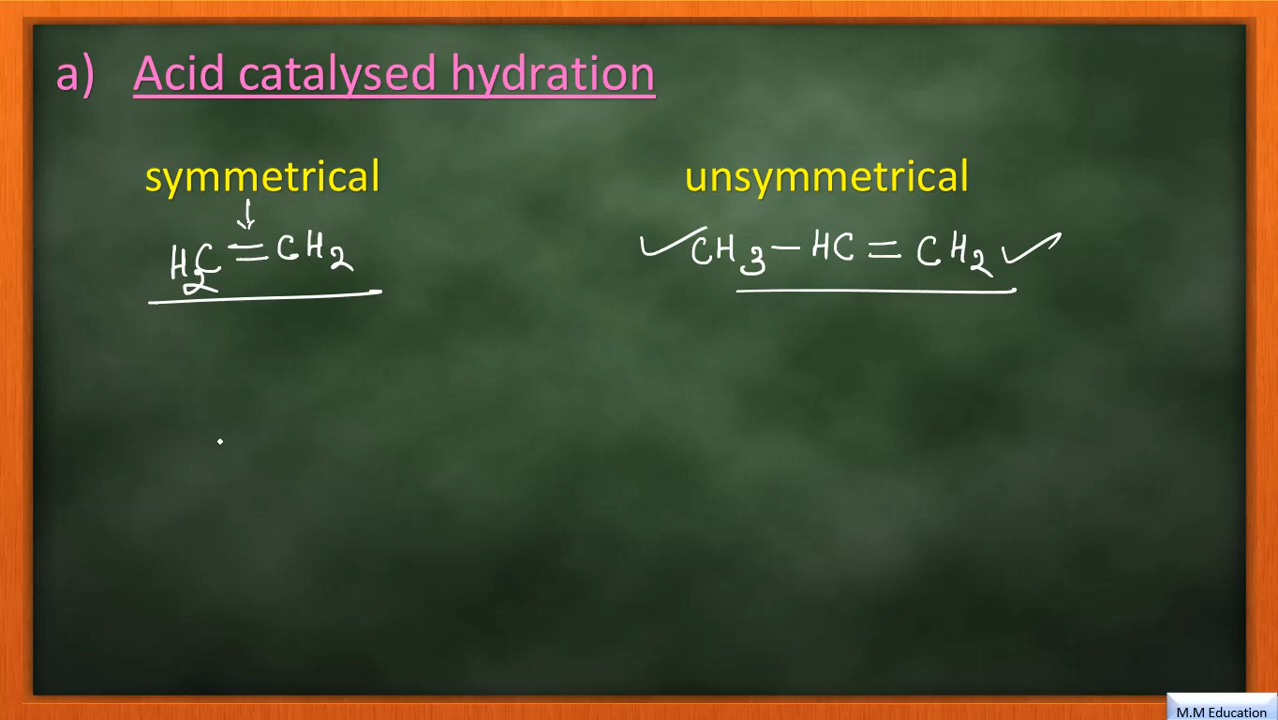 a) Acid catalysed hydration
symmetrical unsymmetrical
H2C=CH2 CH3-HC=CH2
M.M Education